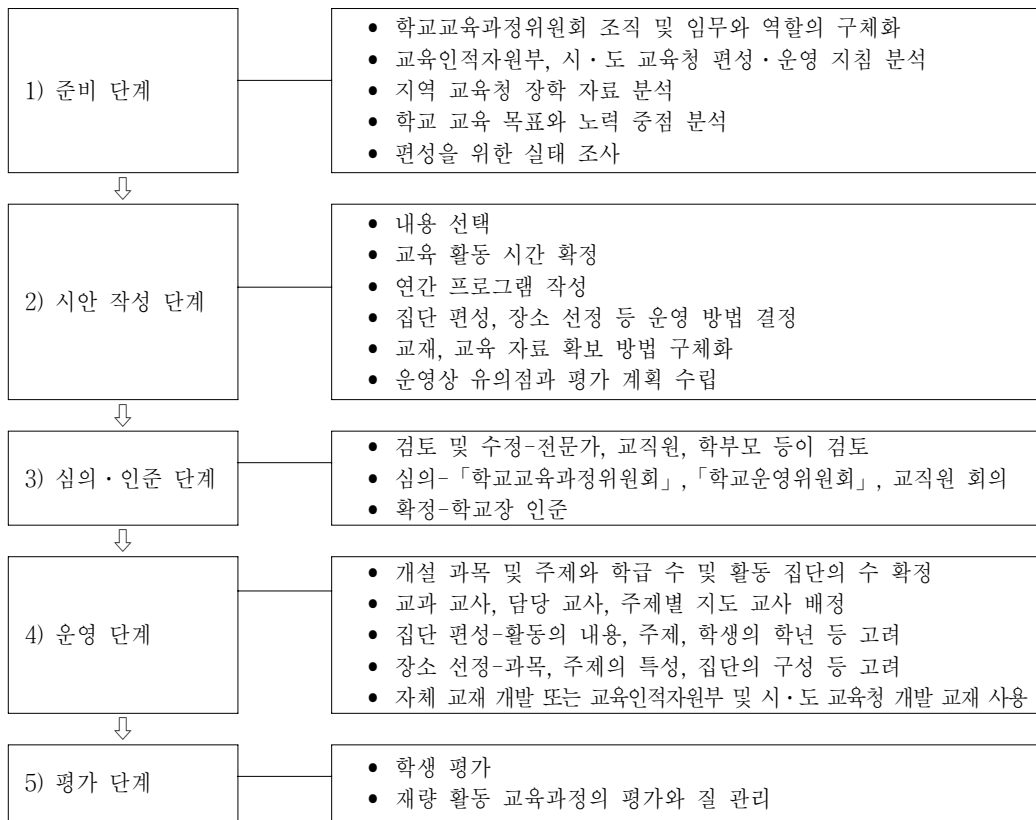 1) 준비 단계
• 학교교육과정위원회 조직 및 임무와 역할의 구체화
• 교육인적자원부, 시・도 교육청 편성・운영 지침 분석
• 지역 교육청 장학 자료 분석
• 학교 교육 목표와 노력 중점 분석
• 편성을 위한 실태 조사
⇩
2) 시안 작성 단계
• 내용 선택
• 교육 활동 시간 확정
• 연간 프로그램 작성
• 집단 편성, 장소 선정 등 운영 방법 결정
• 교재, 교육 자료 확보 방법 구체화
• 운영상 유의점과 평가 계획 수립
⇩
3) 심의・인준 단계
• 검토 및 수정-전문가, 교직원, 학부모 등이 검토
• 심의-「학교교육과정위원회」,「학교운영위원회」, 교직원 회의
• 확정-학교장 인준
⇩
4) 운영 단계
• 개설 과목 및 주제와 학급 수 및 활동 집단의 수 확정
• 교과 교사, 담당 교사, 주제별 지도 교사 배정
• 집단 편성-활동의 내용, 주제, 학생의 학년 등 고려
• 장소 선정-과목, 주제의 특성, 집단의 구성 등 고려
• 자체 교재 개발 또는 교육인적자원부 및 시・도 교육청 개발 교재 사용
⇩
5) 평가 단계
• 학생 평가
• 재량 활동 교육과정의 평가와 질 관리